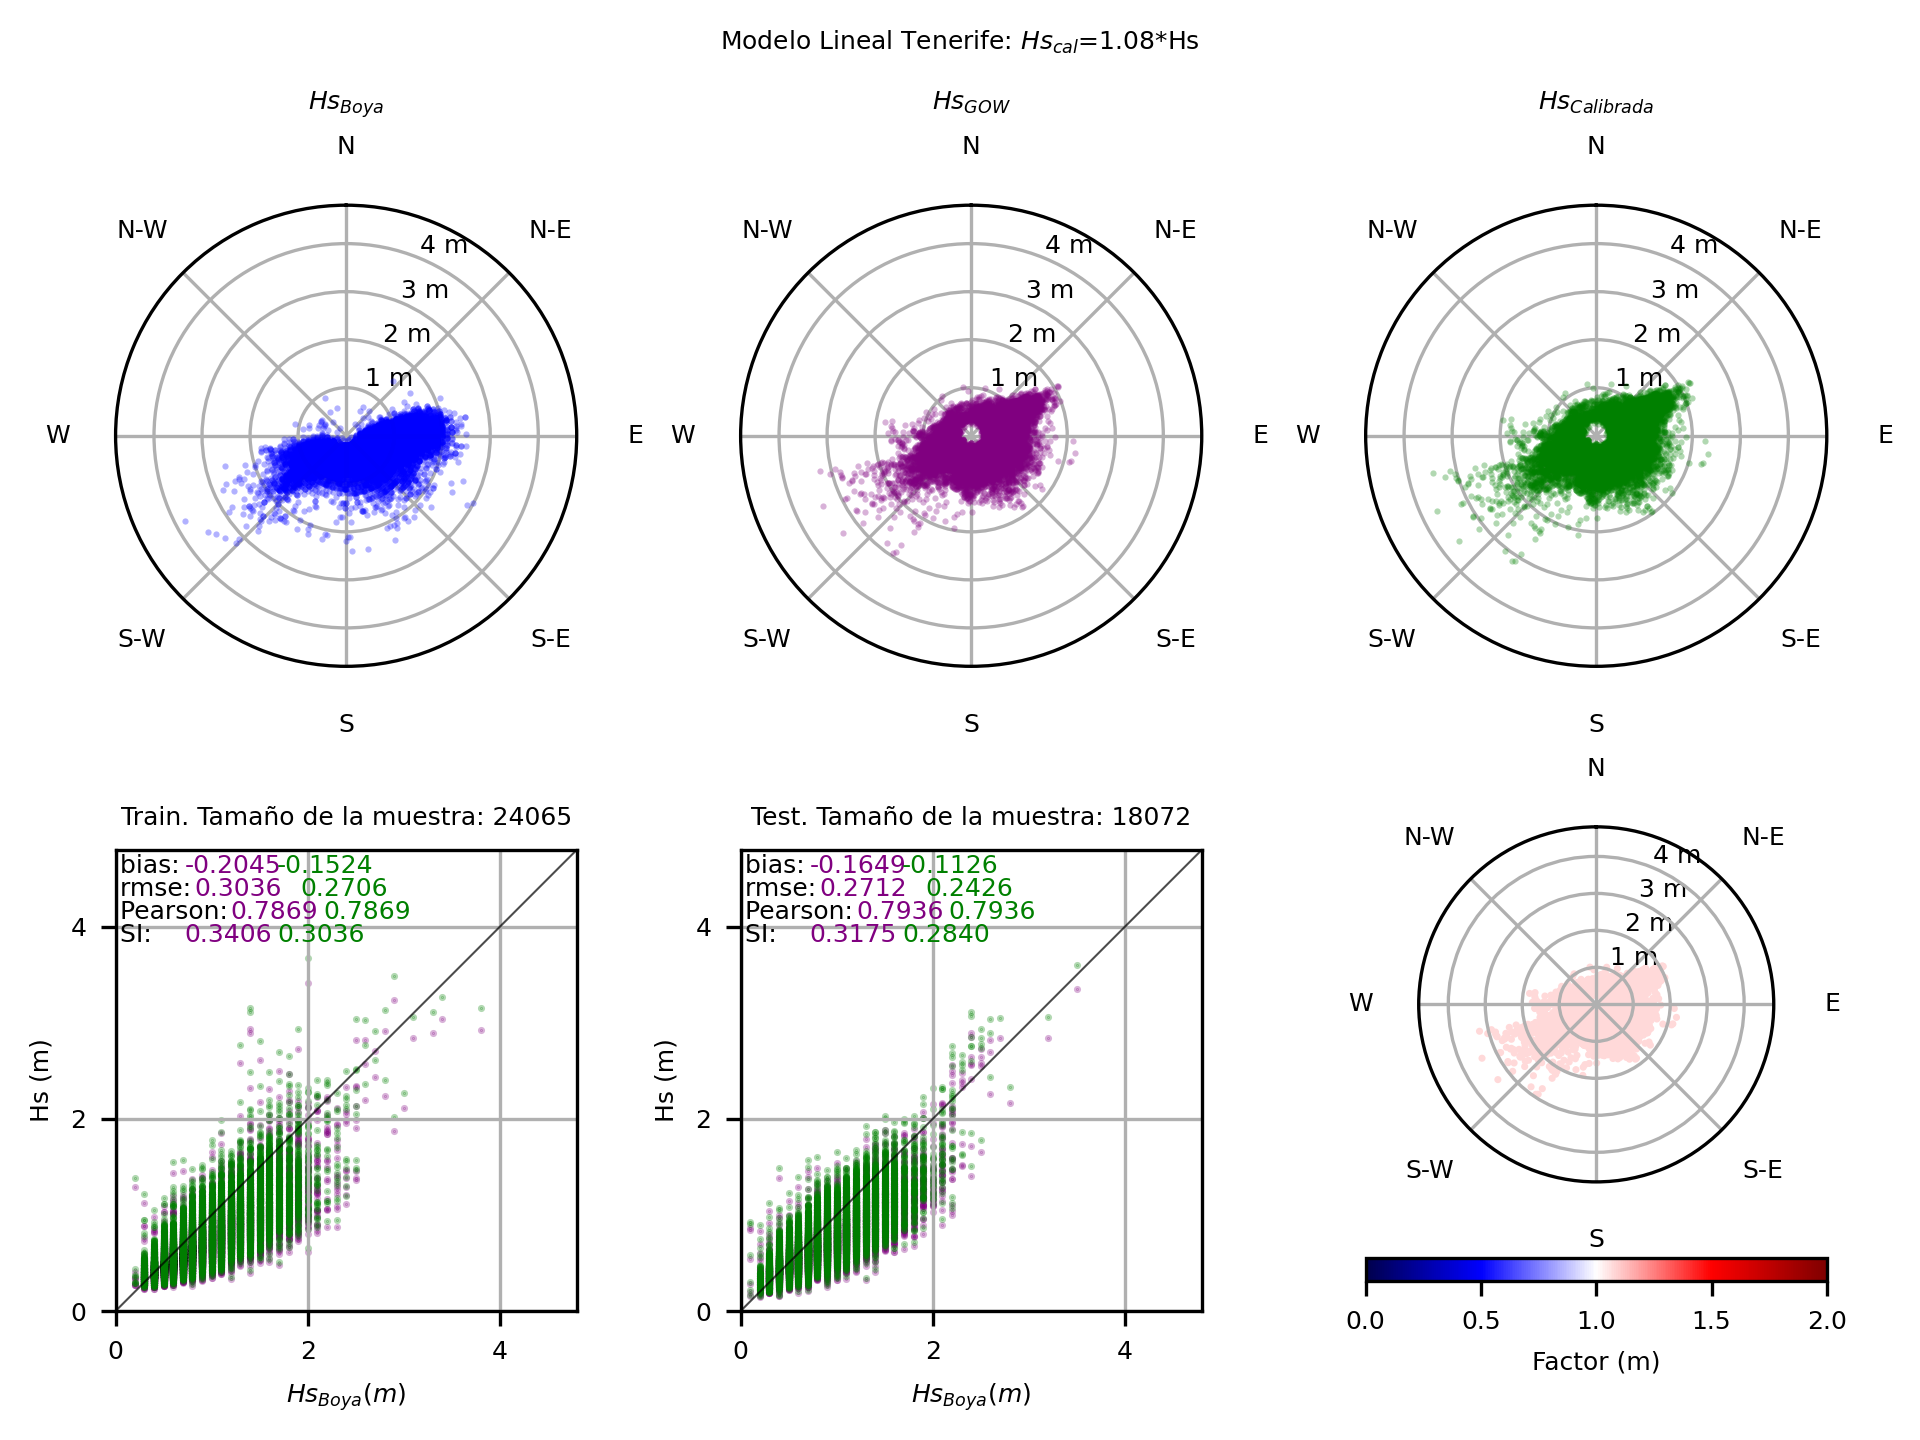 Modelo Lineal Tenerife: Hs_cal=1.08*Hs
Hs_Boya
N
N-W
N-E
4 m
3 m
2 m
1 m
W
E
S-W
S-E
S
Hs_GOW
N
N-W
N-E
4 m
3 m
2 m
1 m
W
E
S-W
S-E
S
Hs_Calibrada
N
N-W
N-E
4 m
3 m
2 m
1 m
W
E
S-W
S-E
S
Train. Tamaño de la muestra: 24065
bias: -0.2045 -0.1524
rmse: 0.3036 0.2706
Pearson: 0.7869 0.7869
SI: 0.3406 0.3036
4
2
0
Hs (m)
0 2 4
Hs_Boya(m)
Test. Tamaño de la muestra: 18072
bias: -0.1649 -0.1126
rmse: 0.2712 0.2426
Pearson: 0.7936 0.7936
SI: 0.3175 0.2840
4
2
0
Hs (m)
0 2 4
Hs_Boya(m)
N
N-W
N-E
4 m
3 m
2 m
1 m
W
E
S-W
S-E
S
0.0 0.5 1.0 1.5 2.0
Factor (m)